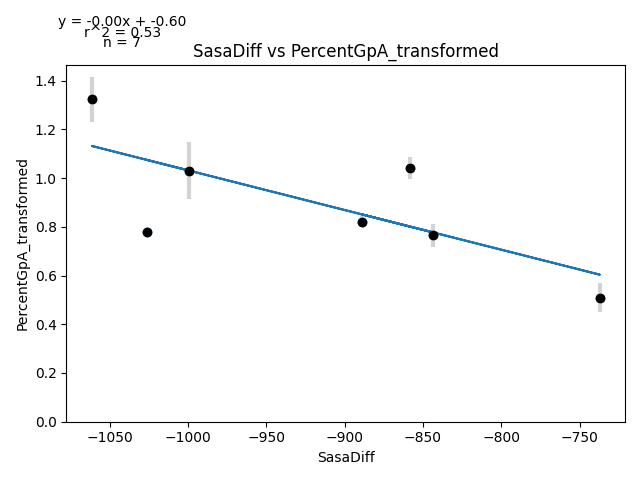 y = -0.00x + -0.60
r^2 = 0.53
n = 7
SasaDiff vs PercentGpA_transformed
PercentGpA_transformed
1.4
1.2
1.0
0.8
0.6
0.4
0.2
0.0
−1050 −1000 −950 −900 −850 −800 −750
SasaDiff